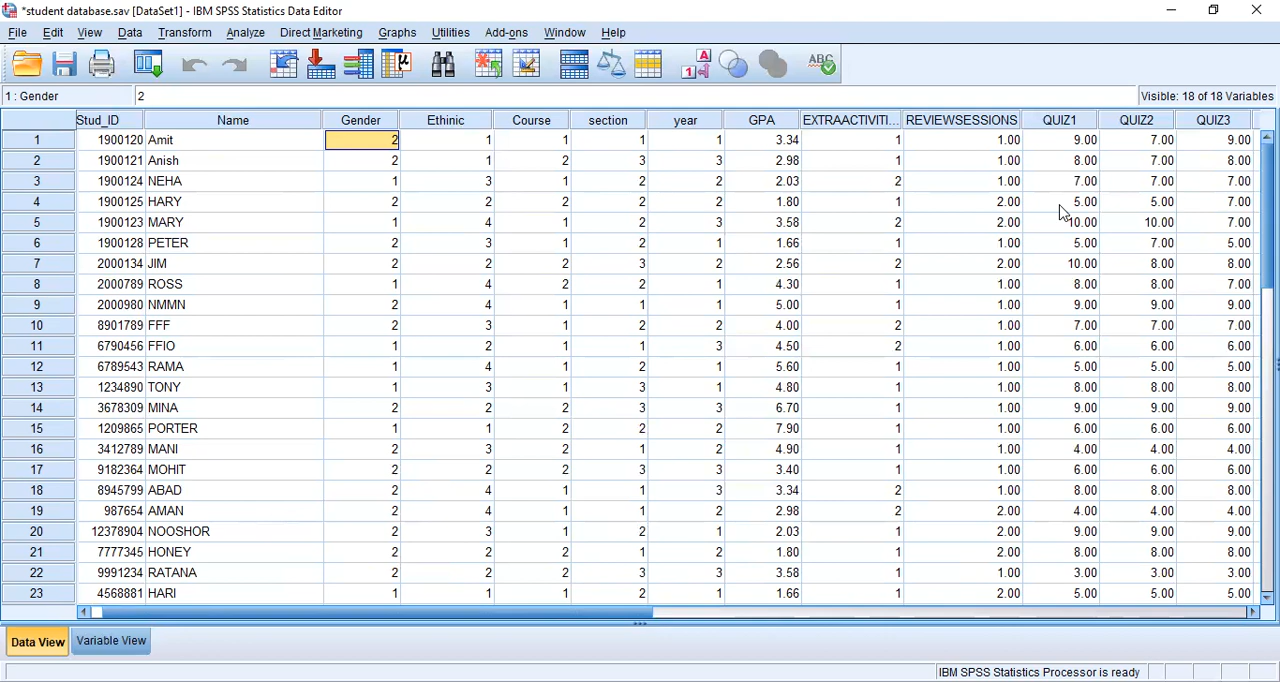 *student database.sav [DataSet1] - IBM SPSS Statistics Data Editor
File Edit View Data Transform Analyze Direct Marketing Graphs Utilities Add-ons Window Help
1 : Gender 2 Visible: 18 of 18 Variables
Stud_ID Name Gender Ethinic Course section year GPA EXTRAACTIVITI... REVIEWSESSIONS QUIZ1 QUIZ2 QUIZ3
1 1900120 Amit 2 1 1 1 1 3.34 1 1.00 9.00 7.00 9.00
2 1900121 Anish 2 1 2 3 3 2.98 1 1.00 8.00 7.00 8.00
3 1900124 NEHA 1 3 1 2 2 2.03 2 1.00 7.00 7.00 7.00
4 1900125 HARY 2 2 2 2 2 1.80 1 2.00 5.00 5.00 7.00
5 1900123 MARY 1 4 1 2 3 3.58 2 2.00 10.00 10.00 7.00
6 1900128 PETER 2 3 1 2 1 1.66 1 1.00 5.00 7.00 5.00
7 2000134 JIM 2 2 2 3 2 2.56 2 2.00 10.00 8.00 8.00
8 2000789 ROSS 1 4 2 2 1 4.30 1 1.00 8.00 8.00 7.00
9 2000980 NMMN 2 4 1 1 1 5.00 1 1.00 9.00 9.00 9.00
10 8901789 FFF 2 3 1 2 2 4.00 2 1.00 7.00 7.00 7.00
11 6790456 FFIO 1 2 1 1 3 4.50 2 1.00 6.00 6.00 6.00
12 6789543 RAMA 1 4 1 2 1 5.60 1 1.00 5.00 5.00 5.00
13 1234890 TONY 1 3 1 3 1 4.80 1 1.00 8.00 8.00 8.00
14 3678309 MINA 2 2 2 3 3 6.70 1 1.00 9.00 9.00 9.00
15 1209865 PORTER 1 1 2 2 2 7.90 1 1.00 6.00 6.00 6.00
16 3412789 MANI 2 3 2 1 2 4.90 1 1.00 4.00 4.00 4.00
17 9182364 MOHIT 2 2 2 3 3 3.40 1 1.00 6.00 6.00 6.00
18 8945799 ABAD 2 4 1 1 3 3.34 2 1.00 8.00 8.00 8.00
19 987654 AMAN 2 4 1 1 2 2.98 2 2.00 4.00 4.00 4.00
20 12378904 NOOSHOR 2 3 1 2 1 2.03 1 2.00 9.00 9.00 9.00
21 7777345 HONEY 2 2 2 1 2 1.80 1 2.00 8.00 8.00 8.00
22 9991234 RATANA 2 2 2 3 3 3.58 1 1.00 3.00 3.00 3.00
23 4568881 HARI 1 1 1 2 1 1.66 1 2.00 5.00 5.00 5.00
Data View Variable View
IBM SPSS Statistics Processor is ready